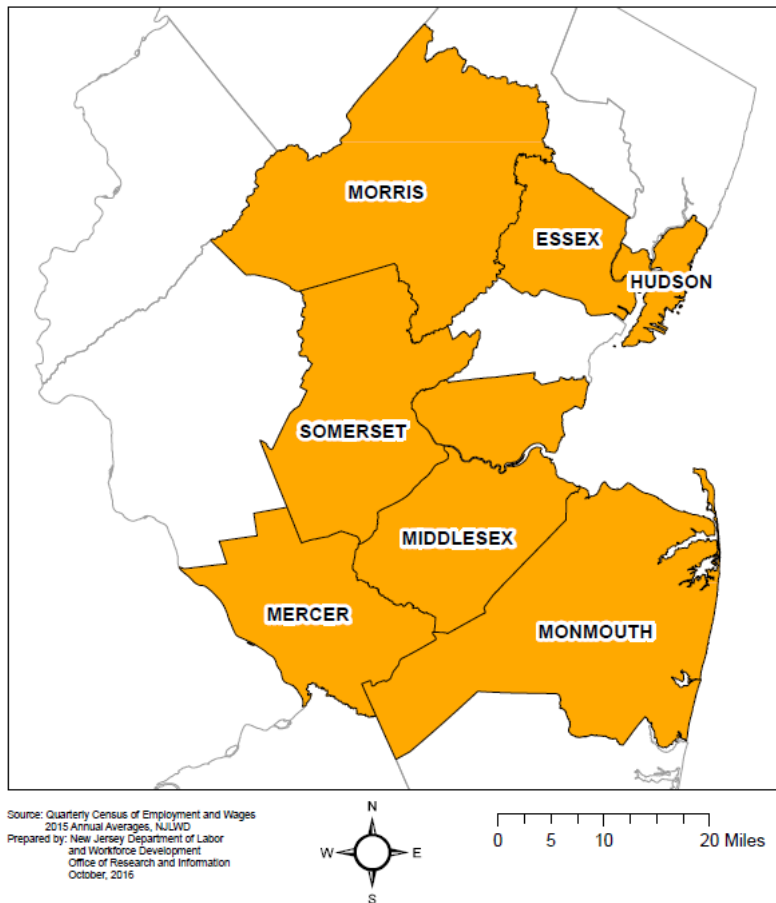 MORRIS
ESSEX
HUDSON
SOMERSET
MIDDLESEX
MERCER
MONMOUTH
Source: Quarterly Census of Employment and Wages
2015 Annual Averages, NJLWD
Prepared by: New Jersey Department of Labor
and Workforce Development
Office of Research and Information
October, 2016
N
W E
S
0 5 10 20 Miles